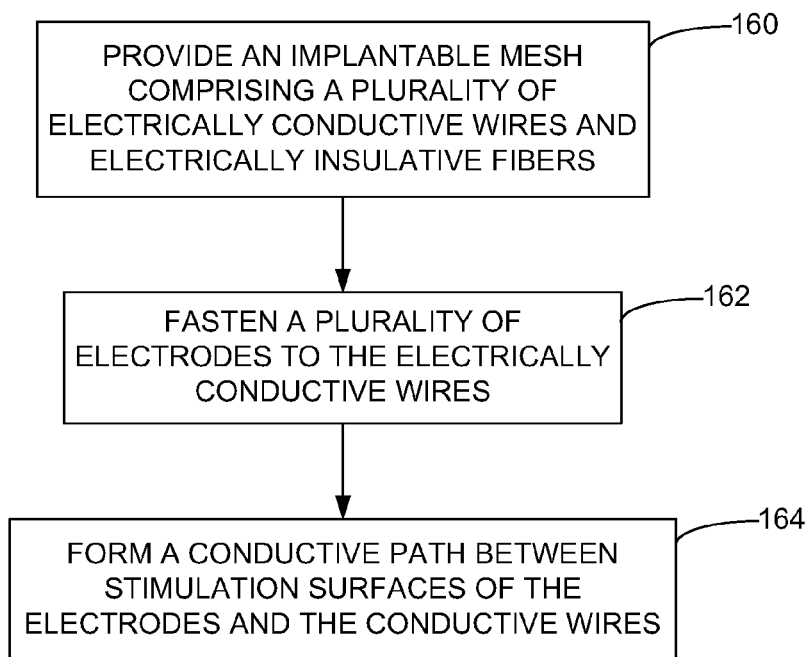 160
PROVIDE AN IMPLANTABLE MESH
COMPRISING A PLURALITY OF
ELECTRICALLY CONDUCTIVE WIRES AND
ELECTRICALLY INSULATIVE FIBERS
162
FASTEN A PLURALITY OF
ELECTRODES TO THE ELECTRICALLY
CONDUCTIVE WIRES
164
FORM A CONDUCTIVE PATH BETWEEN
STIMULATION SURFACES OF THE
ELECTRODES AND THE CONDUCTIVE WIRES